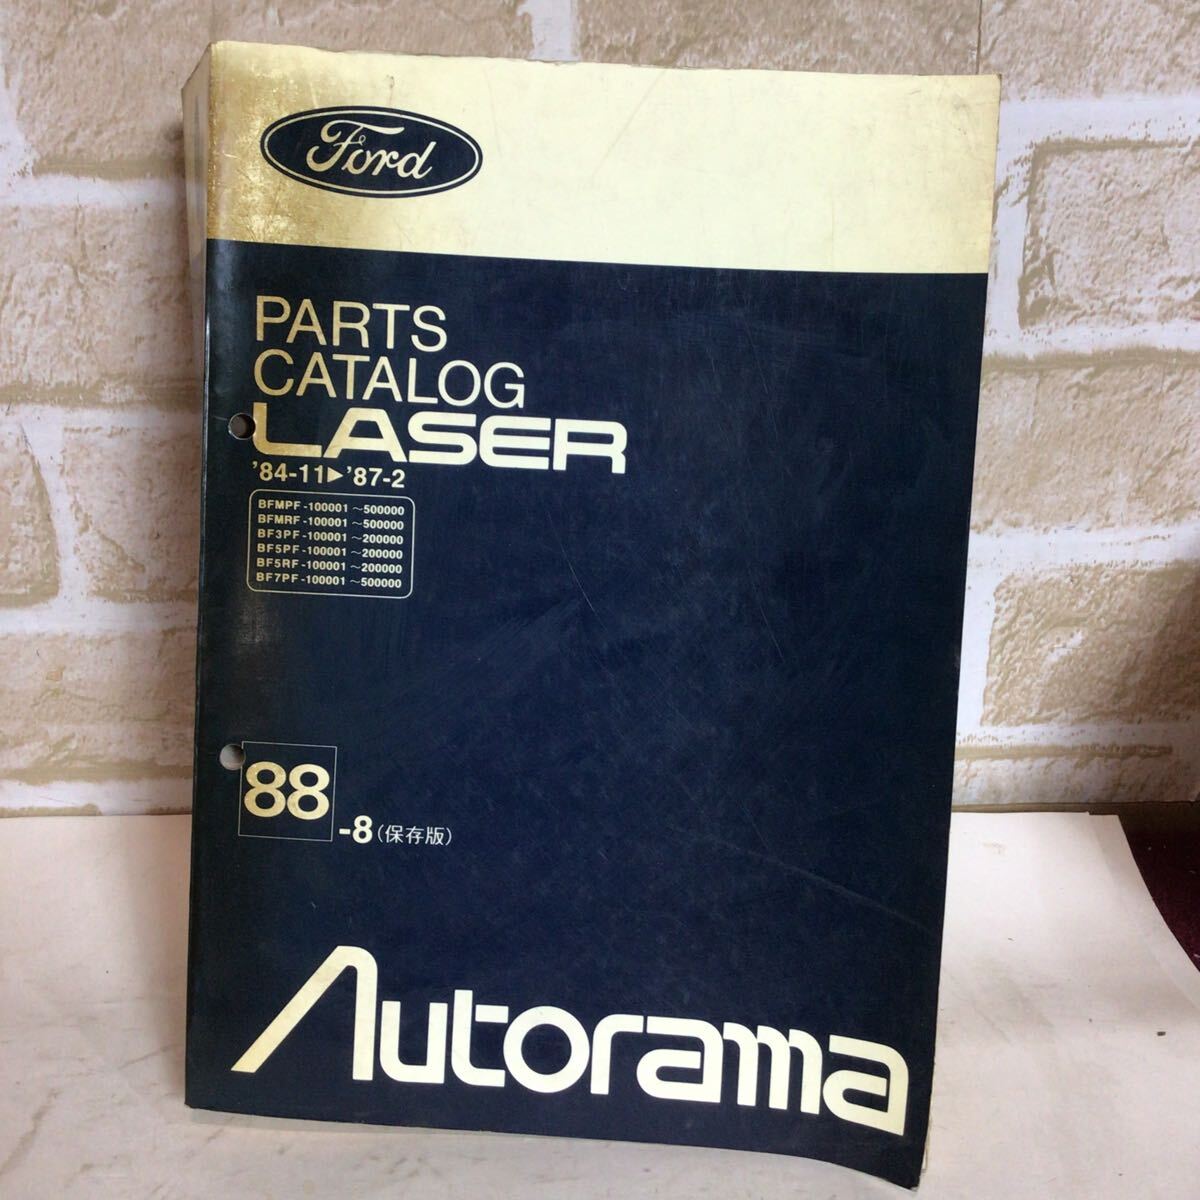 Ford
PARTS
CATALOG
LASER
'84-11▶'87-2
BFMPF-100001~500000
BFMRF-100001~500000
BF3PF-100001~200000
BF5PF-100001~200000
BF5RF-100001~200000
BF7PF-100001~500000
88-8(保存版)
Autorama